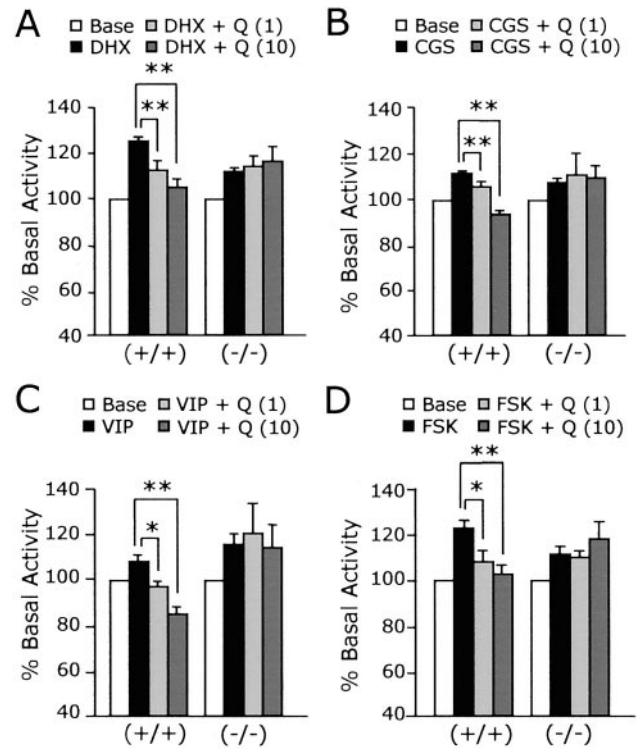 A
Base DHX + Q (1)
DHX DHX + Q (10)
**
**
% Basal Activity
140
120
100
80
60
40
(+/+) (-/-)
B
Base CGS + Q (1)
CGS CGS + Q (10)
**
**
% Basal Activity
140
120
100
80
60
40
(+/+) (-/-)
C
Base VIP + Q (1)
VIP VIP + Q (10)
**
*
% Basal Activity
140
120
100
80
60
40
(+/+) (-/-)
D
Base FSK + Q (1)
FSK FSK + Q (10)
**
*
% Basal Activity
140
120
100
80
60
40
(+/+) (-/-)